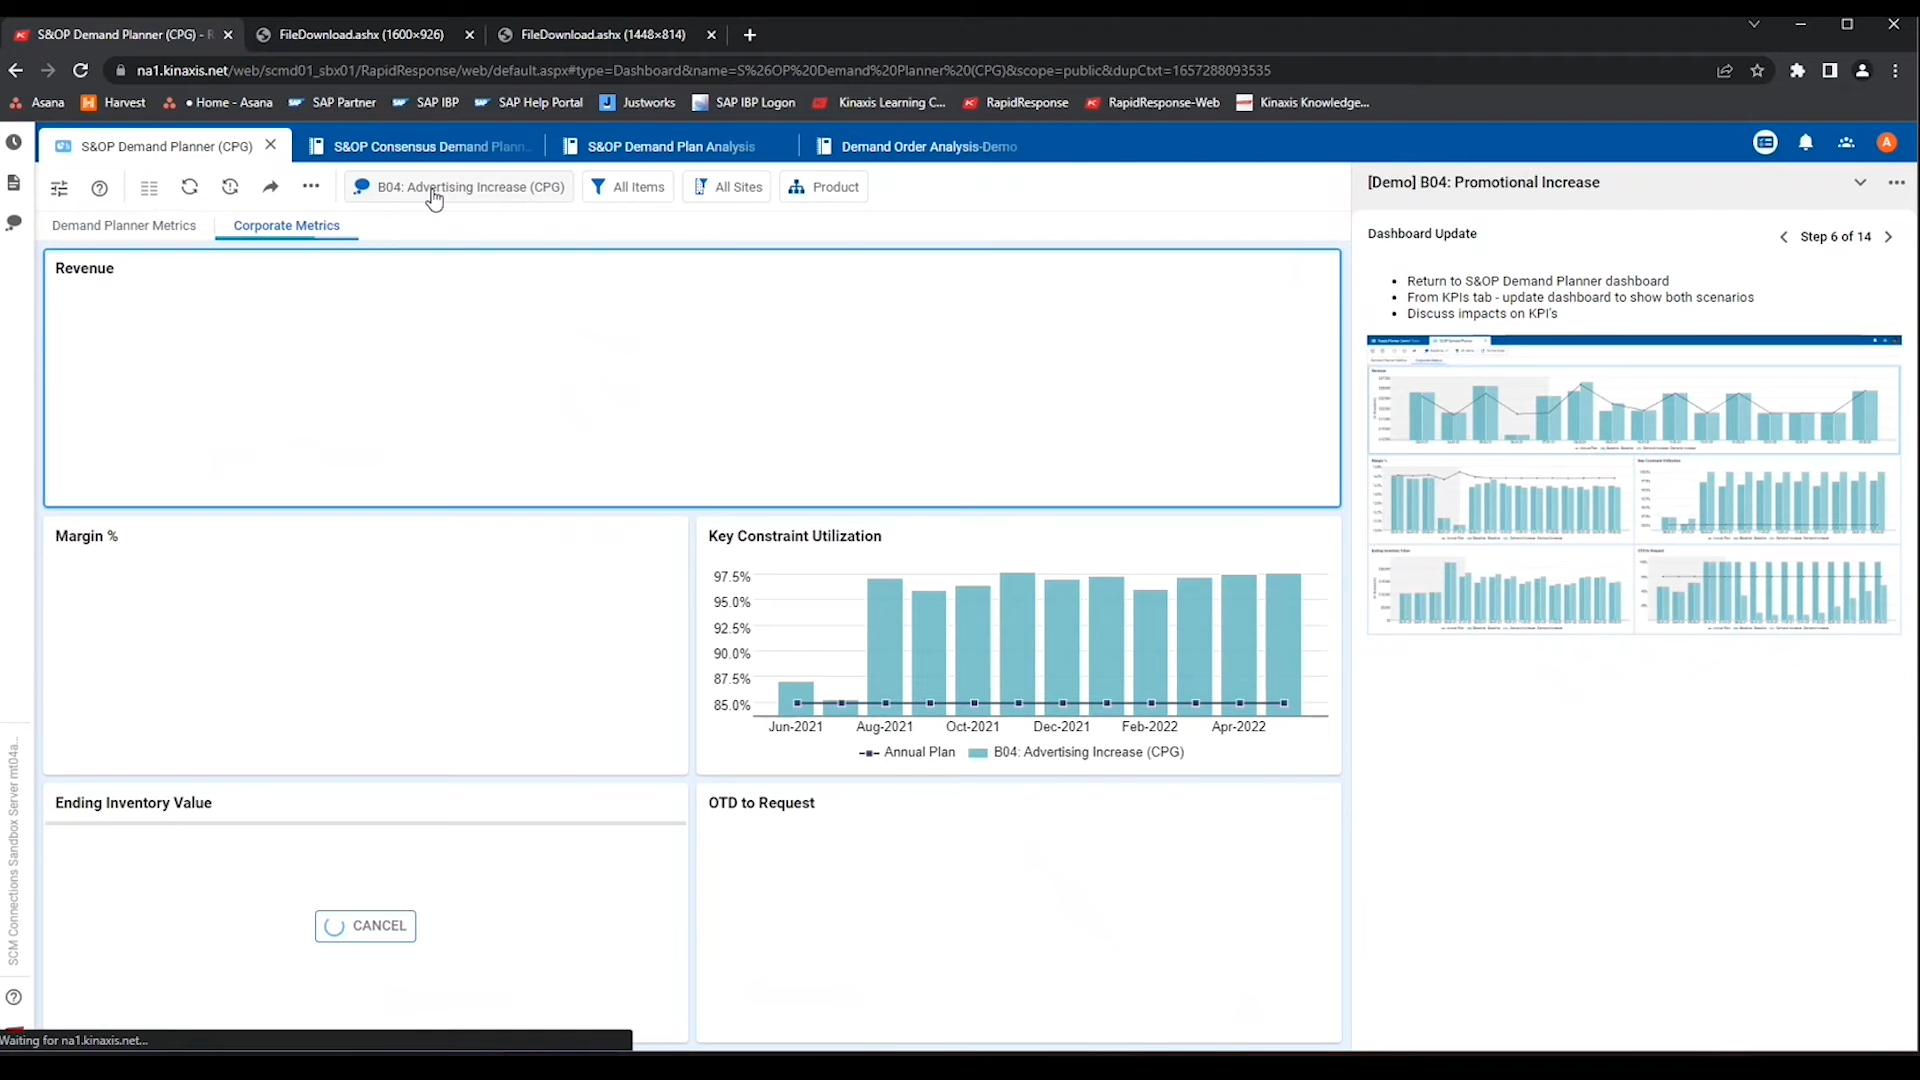 S&OP Demand Planner (CPG) - R
FileDownload.ashx (1600×926)
FileDownload.ashx (1448×814)
na1.kinaxis.net/web/scmd01_sbx01/RapidResponse/web/default.aspx#type=Dashboard&name=S%26OP%20Demand%20Planner%20(CPG)&scope=public&dupCtxt=1657288093535
Asana
Harvest
• Home - Asana
SAP Partner
SAP IBP
SAP Help Portal
Justworks
SAP IBP Logon
Kinaxis Learning C...
RapidResponse
RapidResponse-Web
Kinaxis Knowledge...
S&OP Demand Planner (CPG)
S&OP Consensus Demand Plann...
S&OP Demand Plan Analysis
Demand Order Analysis-Demo
A
B04: Advertising Increase (CPG)
All Items
All Sites
Product
Demand Planner Metrics
Corporate Metrics
Revenue
Margin %
Key Constraint Utilization
97.5%
95.0%
92.5%
90.0%
87.5%
85.0%
Jun-2021
Aug-2021
Oct-2021
Dec-2021
Feb-2022
Apr-2022
Annual Plan
B04: Advertising Increase (CPG)
Ending Inventory Value
CANCEL
OTD to Request
[Demo] B04: Promotional Increase
Dashboard Update
Step 6 of 14
• Return to S&OP Demand Planner dashboard
• From KPIs tab - update dashboard to show both scenarios
• Discuss impacts on KPI's
SCM Connections Sandbox Server mt04a...
Waiting for na1.kinaxis.net...